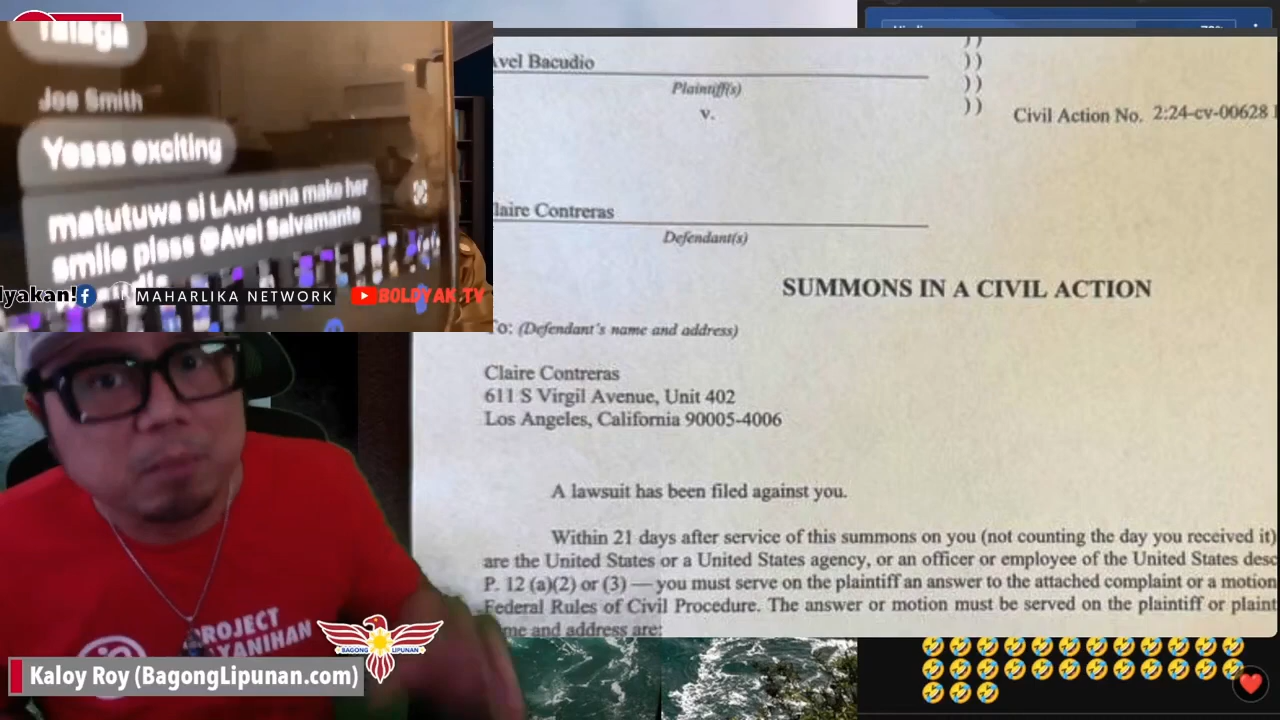 Talaga
Joe Smith
Yesss exciting
matutuwa si LAM sana make her
smile plsss @Avel Salvamante
lyakan!
MAHARLIKA NETWORK
BOLDYAK TV
Avel Bacudio
Plaintiff(s)
v.
Civil Action No. 2:24-cv-00628
Claire Contreras
Defendant(s)
SUMMONS IN A CIVIL ACTION
To: (Defendant's name and address)
Claire Contreras
611 S Virgil Avenue, Unit 402
Los Angeles, California 90005-4006
A lawsuit has been filed against you.
Within 21 days after service of this summons on you (not counting the day you received it)
are the United States or a United States agency, or an officer or employee of the United States desc
P. 12 (a)(2) or (3) — you must serve on the plaintiff an answer to the attached complaint or a motion
Federal Rules of Civil Procedure. The answer or motion must be served on the plaintiff or plaint
me and address are:
PROJECT
YANIHAN
BAGONG LIPUNAN
Kaloy Roy (BagongLipunan.com)